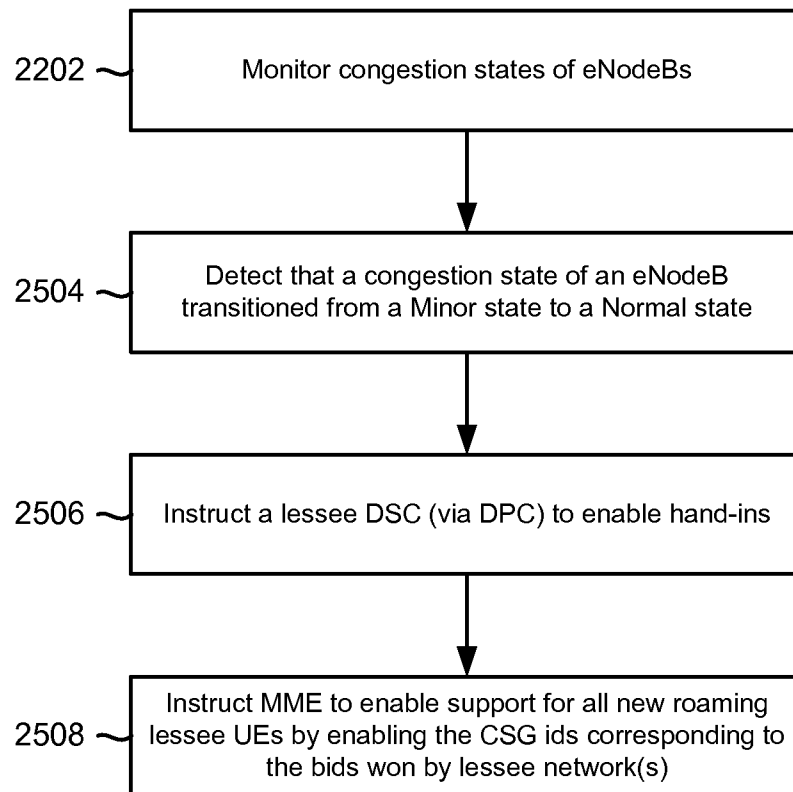 2202
Monitor congestion states of eNodeBs
2504
Detect that a congestion state of an eNodeB
transitioned from a Minor state to a Normal state
2506
Instruct a lessee DSC (via DPC) to enable hand-ins
2508
Instruct MME to enable support for all new roaming
lessee UEs by enabling the CSG ids corresponding to
the bids won by lessee network(s)